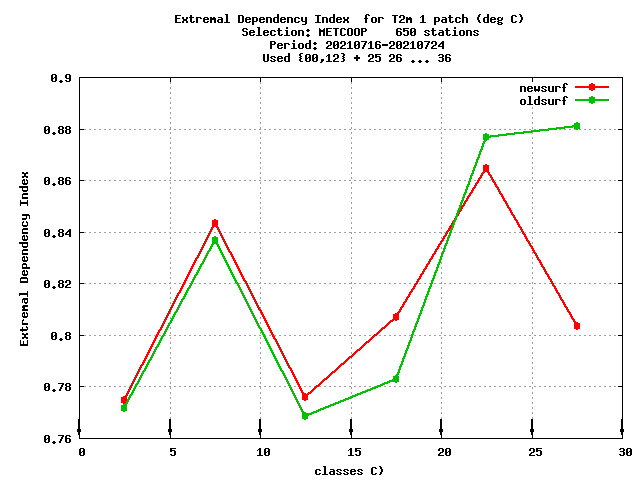 Extremal Dependency Index  for T2m 1 patch (deg C)
Selection: METCOOP    650 stations
Period: 20210716-20210724
Used {00,12} + 25 26 ... 36
newsurf
oldsurf
0.9
0.88
0.86
0.84
0.82
0.8
0.78
0.76
Extremal Dependency Index
0 5 10 15 20 25 30
classes C)